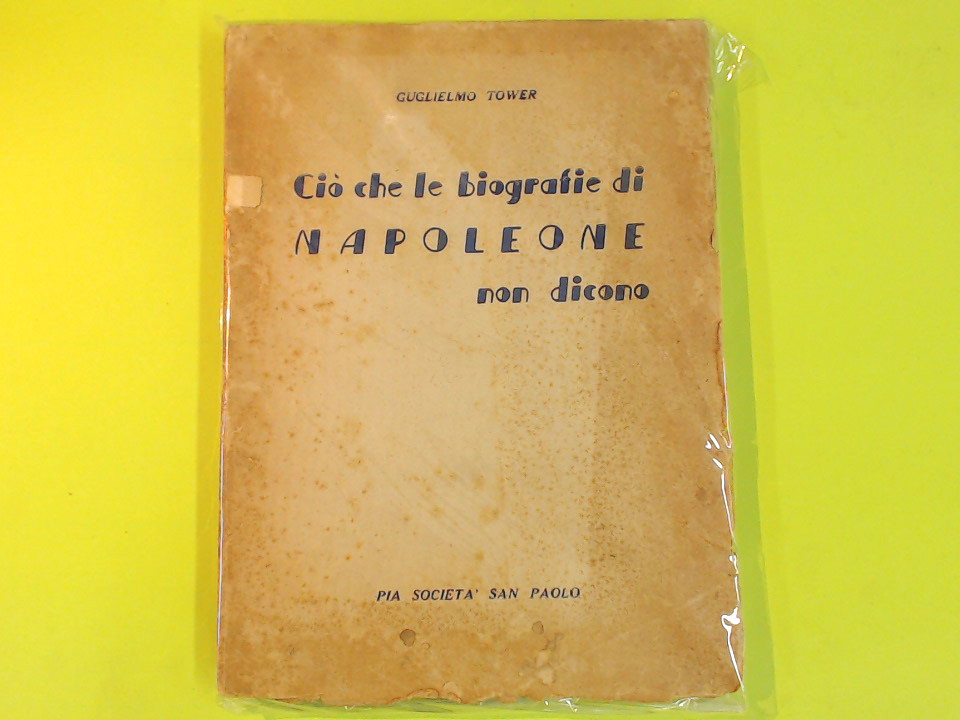 GUGLIELMO TOWER
Ciò che le biografie di
NAPOLEONE
non dicono
PIA SOCIETA' SAN PAOLO